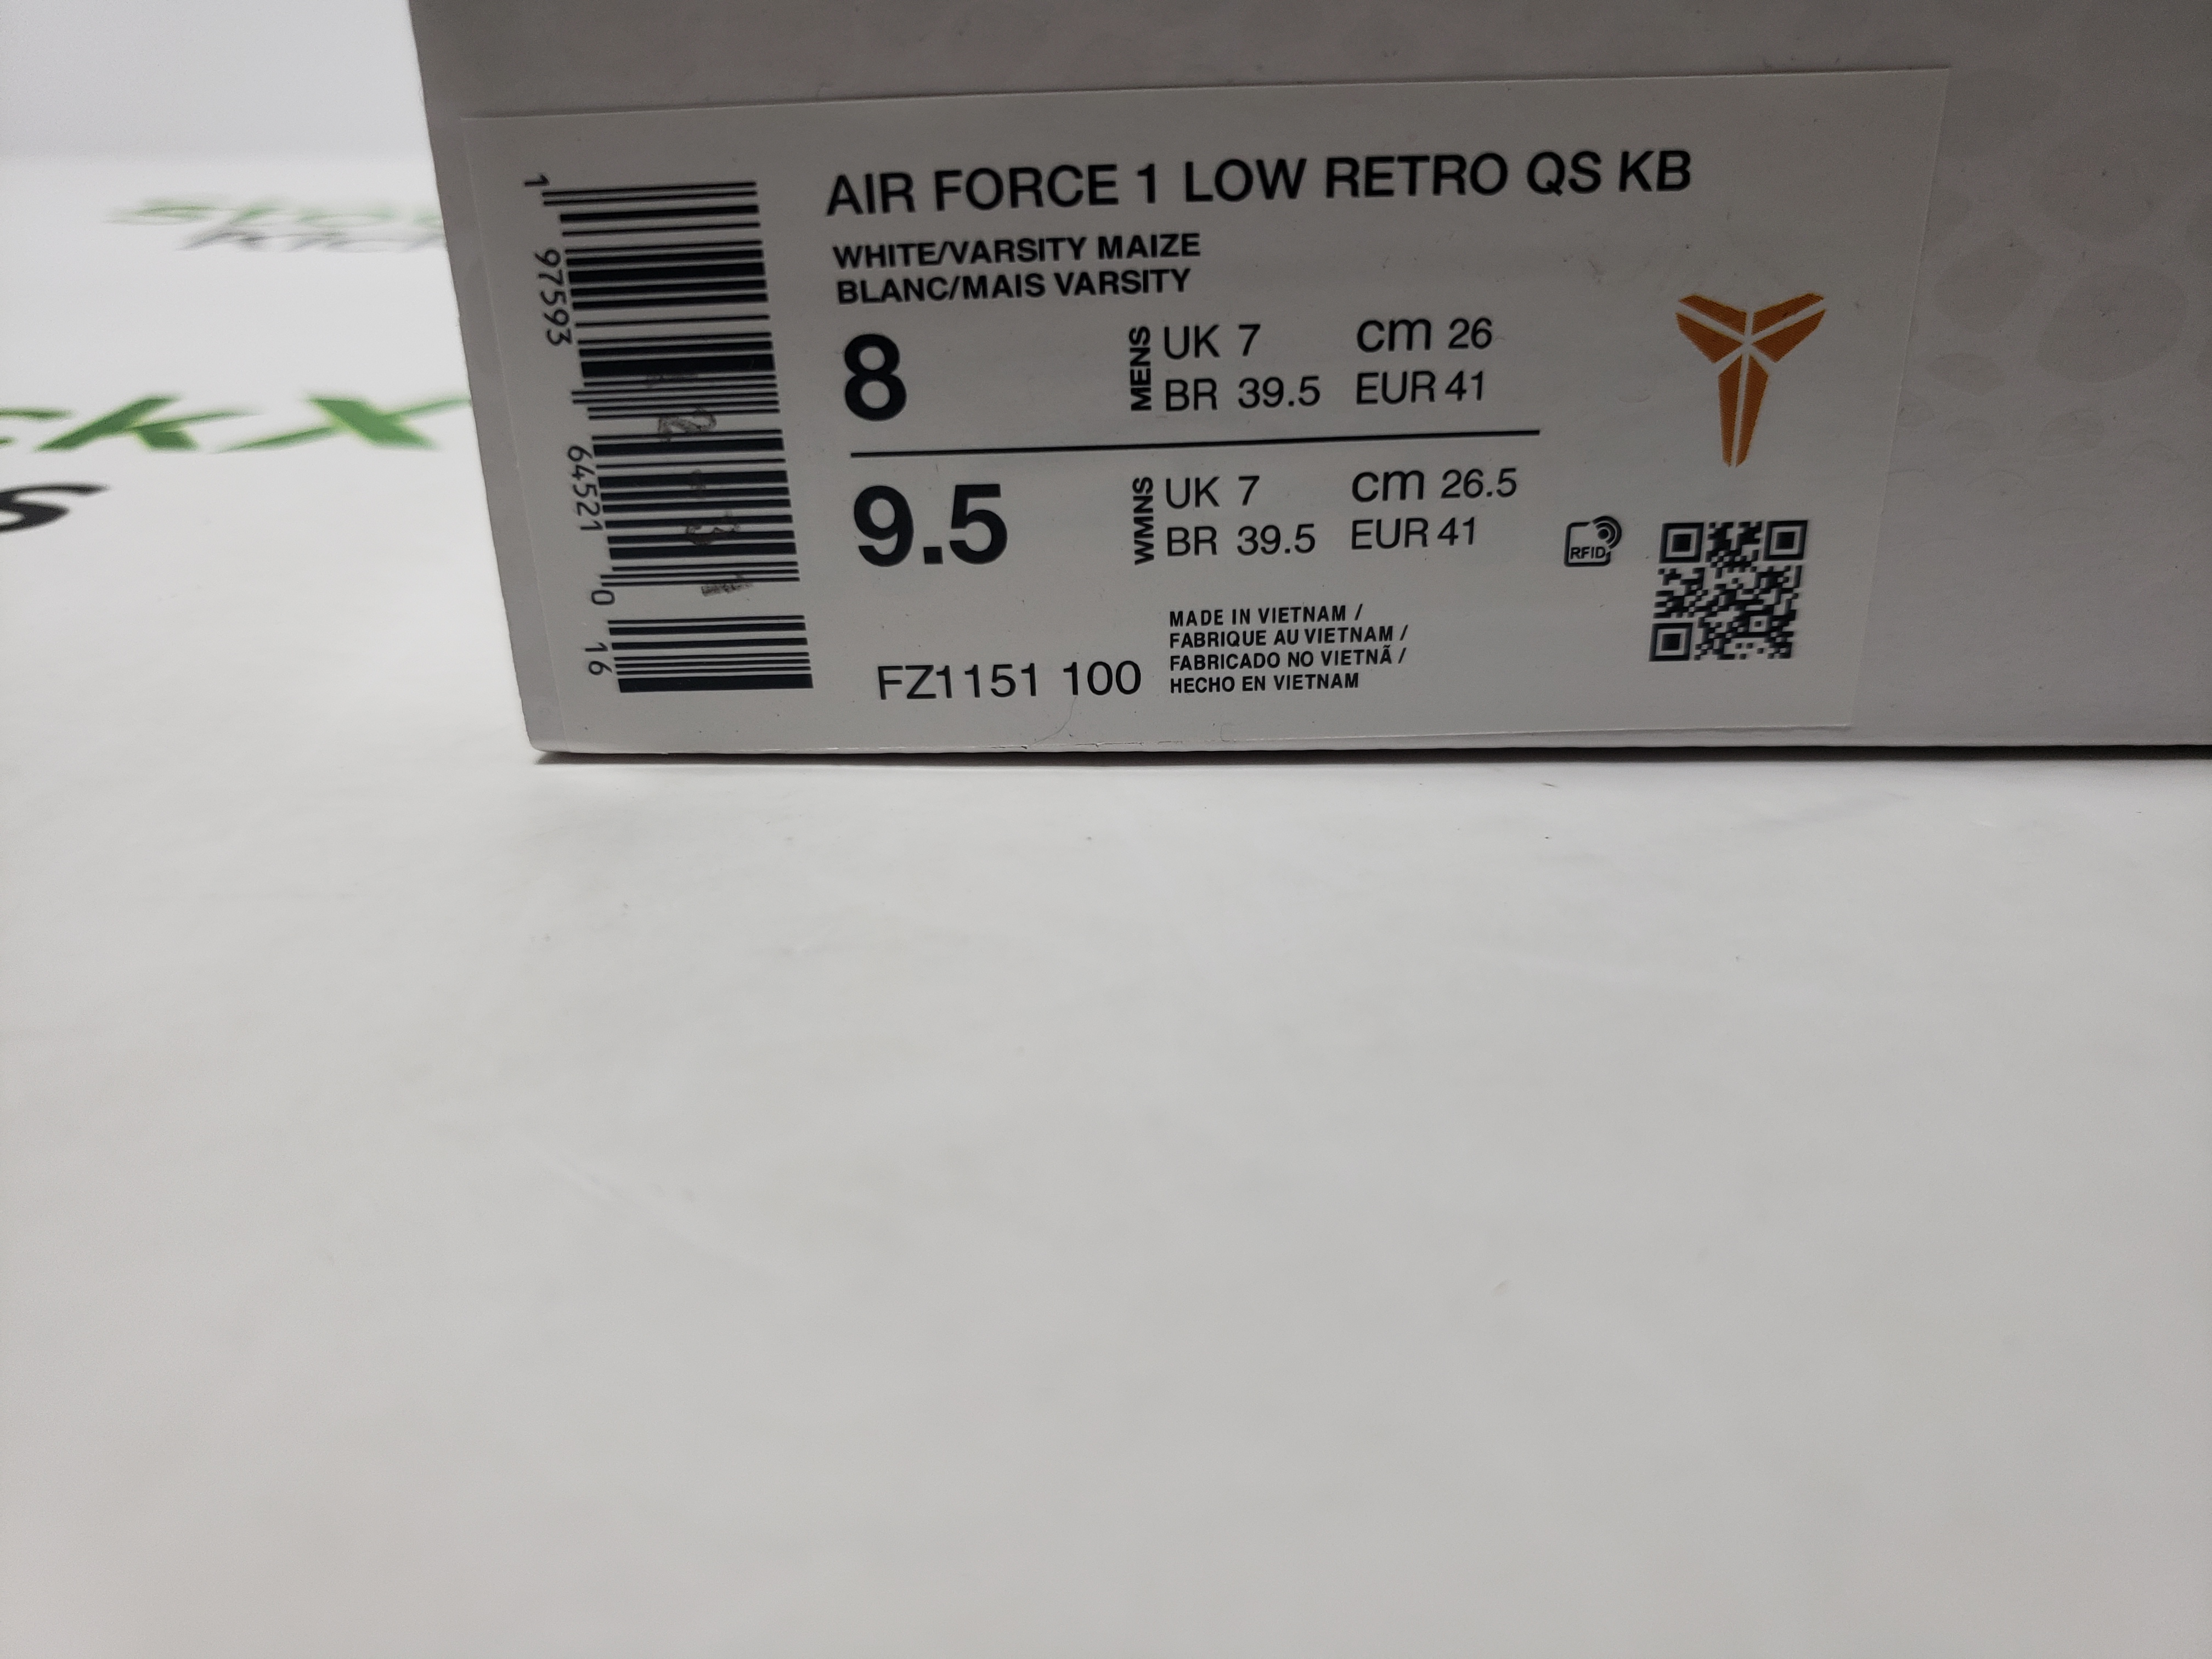 AIR FORCE 1 LOW RETRO QS KB
WHITE/VARSITY MAIZE
BLANC/MAIS VARSITY
8
MENS
UK 7 cm 26
BR 39.5 EUR 41
9.5
WMNS
UK 7 cm 26.5
BR 39.5 EUR 41
RFID
FZ1151 100
MADE IN VIETNAM /
FABRIQUE AU VIETNAM /
FABRICADO NO VIETNÃ /
HECHO EN VIETNAM
1 97593 64521 0 16